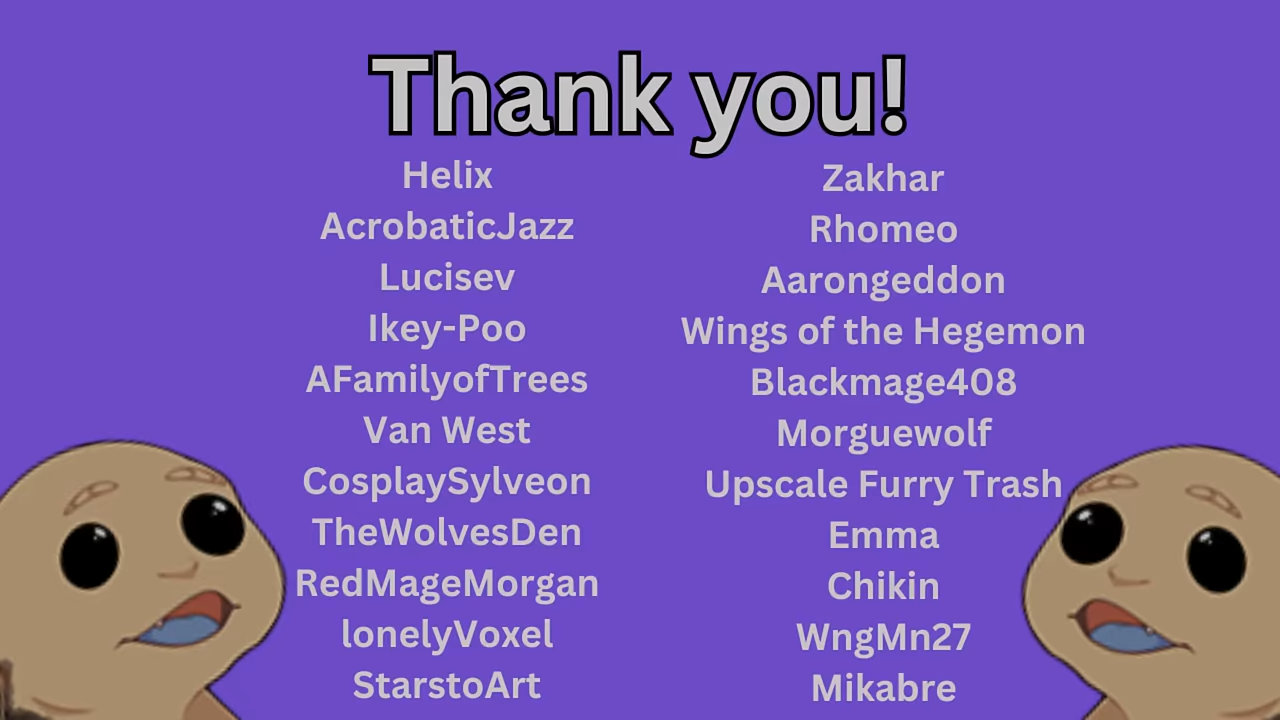 Thank you!
Helix
AcrobaticJazz
Lucisev
Ikey-Poo
AFamilyofTrees
Van West
CosplaySylveon
TheWolvesDen
RedMageMorgan
lonelyVoxel
StarstoArt
Zakhar
Rhomeo
Aarongeddon
Wings of the Hegemon
Blackmage408
Morguewolf
Upscale Furry Trash
Emma
Chikin
WngMn27
Mikabre